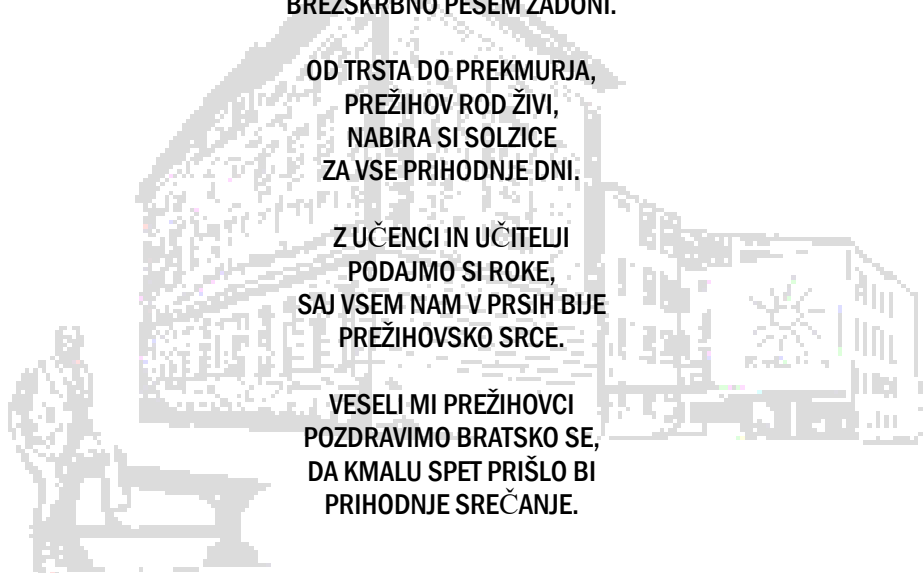 BREZSKRBNO PESEM ZADONI.
OD TRSTA DO PREKMURJA,
PREŽIHOV ROD ŽIVI,
NABIRA SI SOLZICE
ZA VSE PRIHODNJE DNI.
Z UČENCI IN UČITELJI
PODAJMO SI ROKE,
SAJ VSEM NAM V PRSIH BIJE
PREŽIHOVSKO SRCE.
VESELI MI PREŽIHOVCI
POZDRAVIMO BRATSKO SE,
DA KMALU SPET PRIŠLO BI
PRIHODNJE SREČANJE.